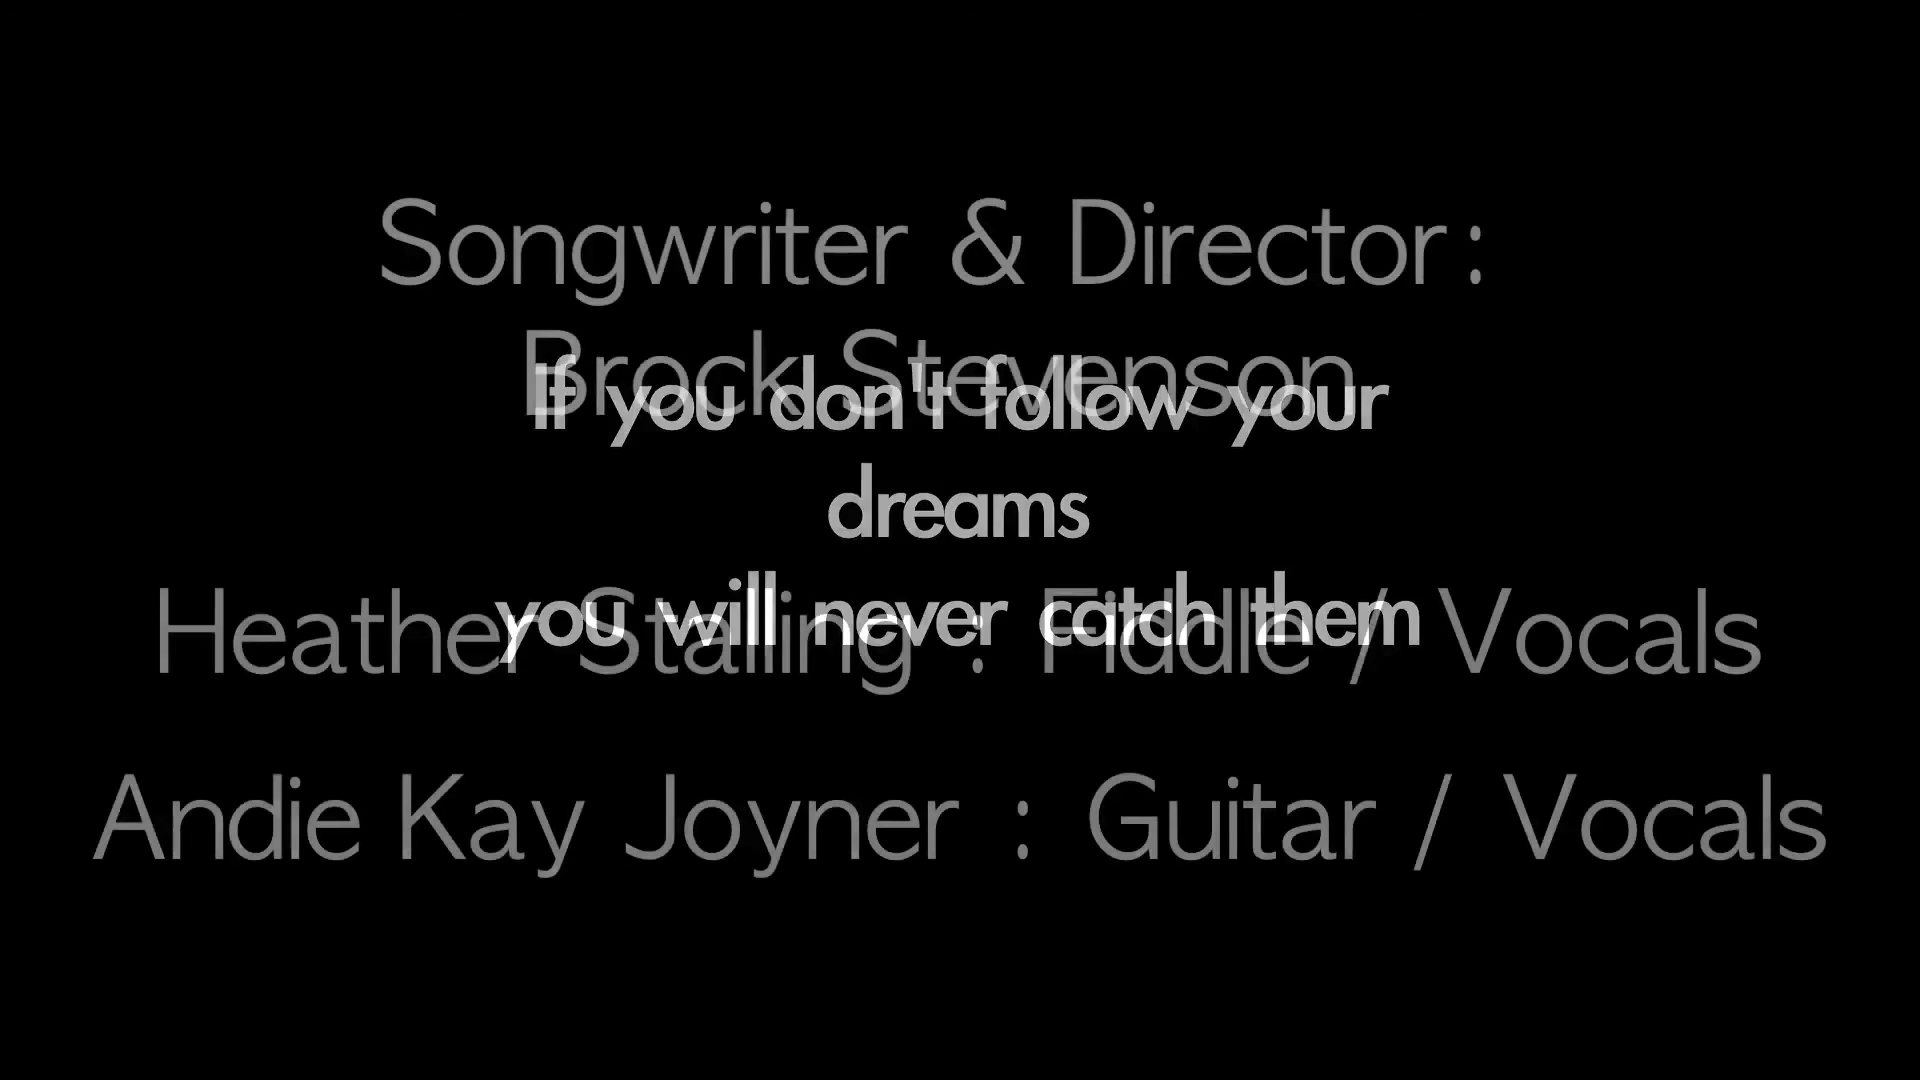 Songwriter & Director:
Brock Stevenson
If you don't follow your
dreams
you will never catch them
Heather Stalling : Fiddle / Vocals
Andie Kay Joyner : Guitar / Vocals